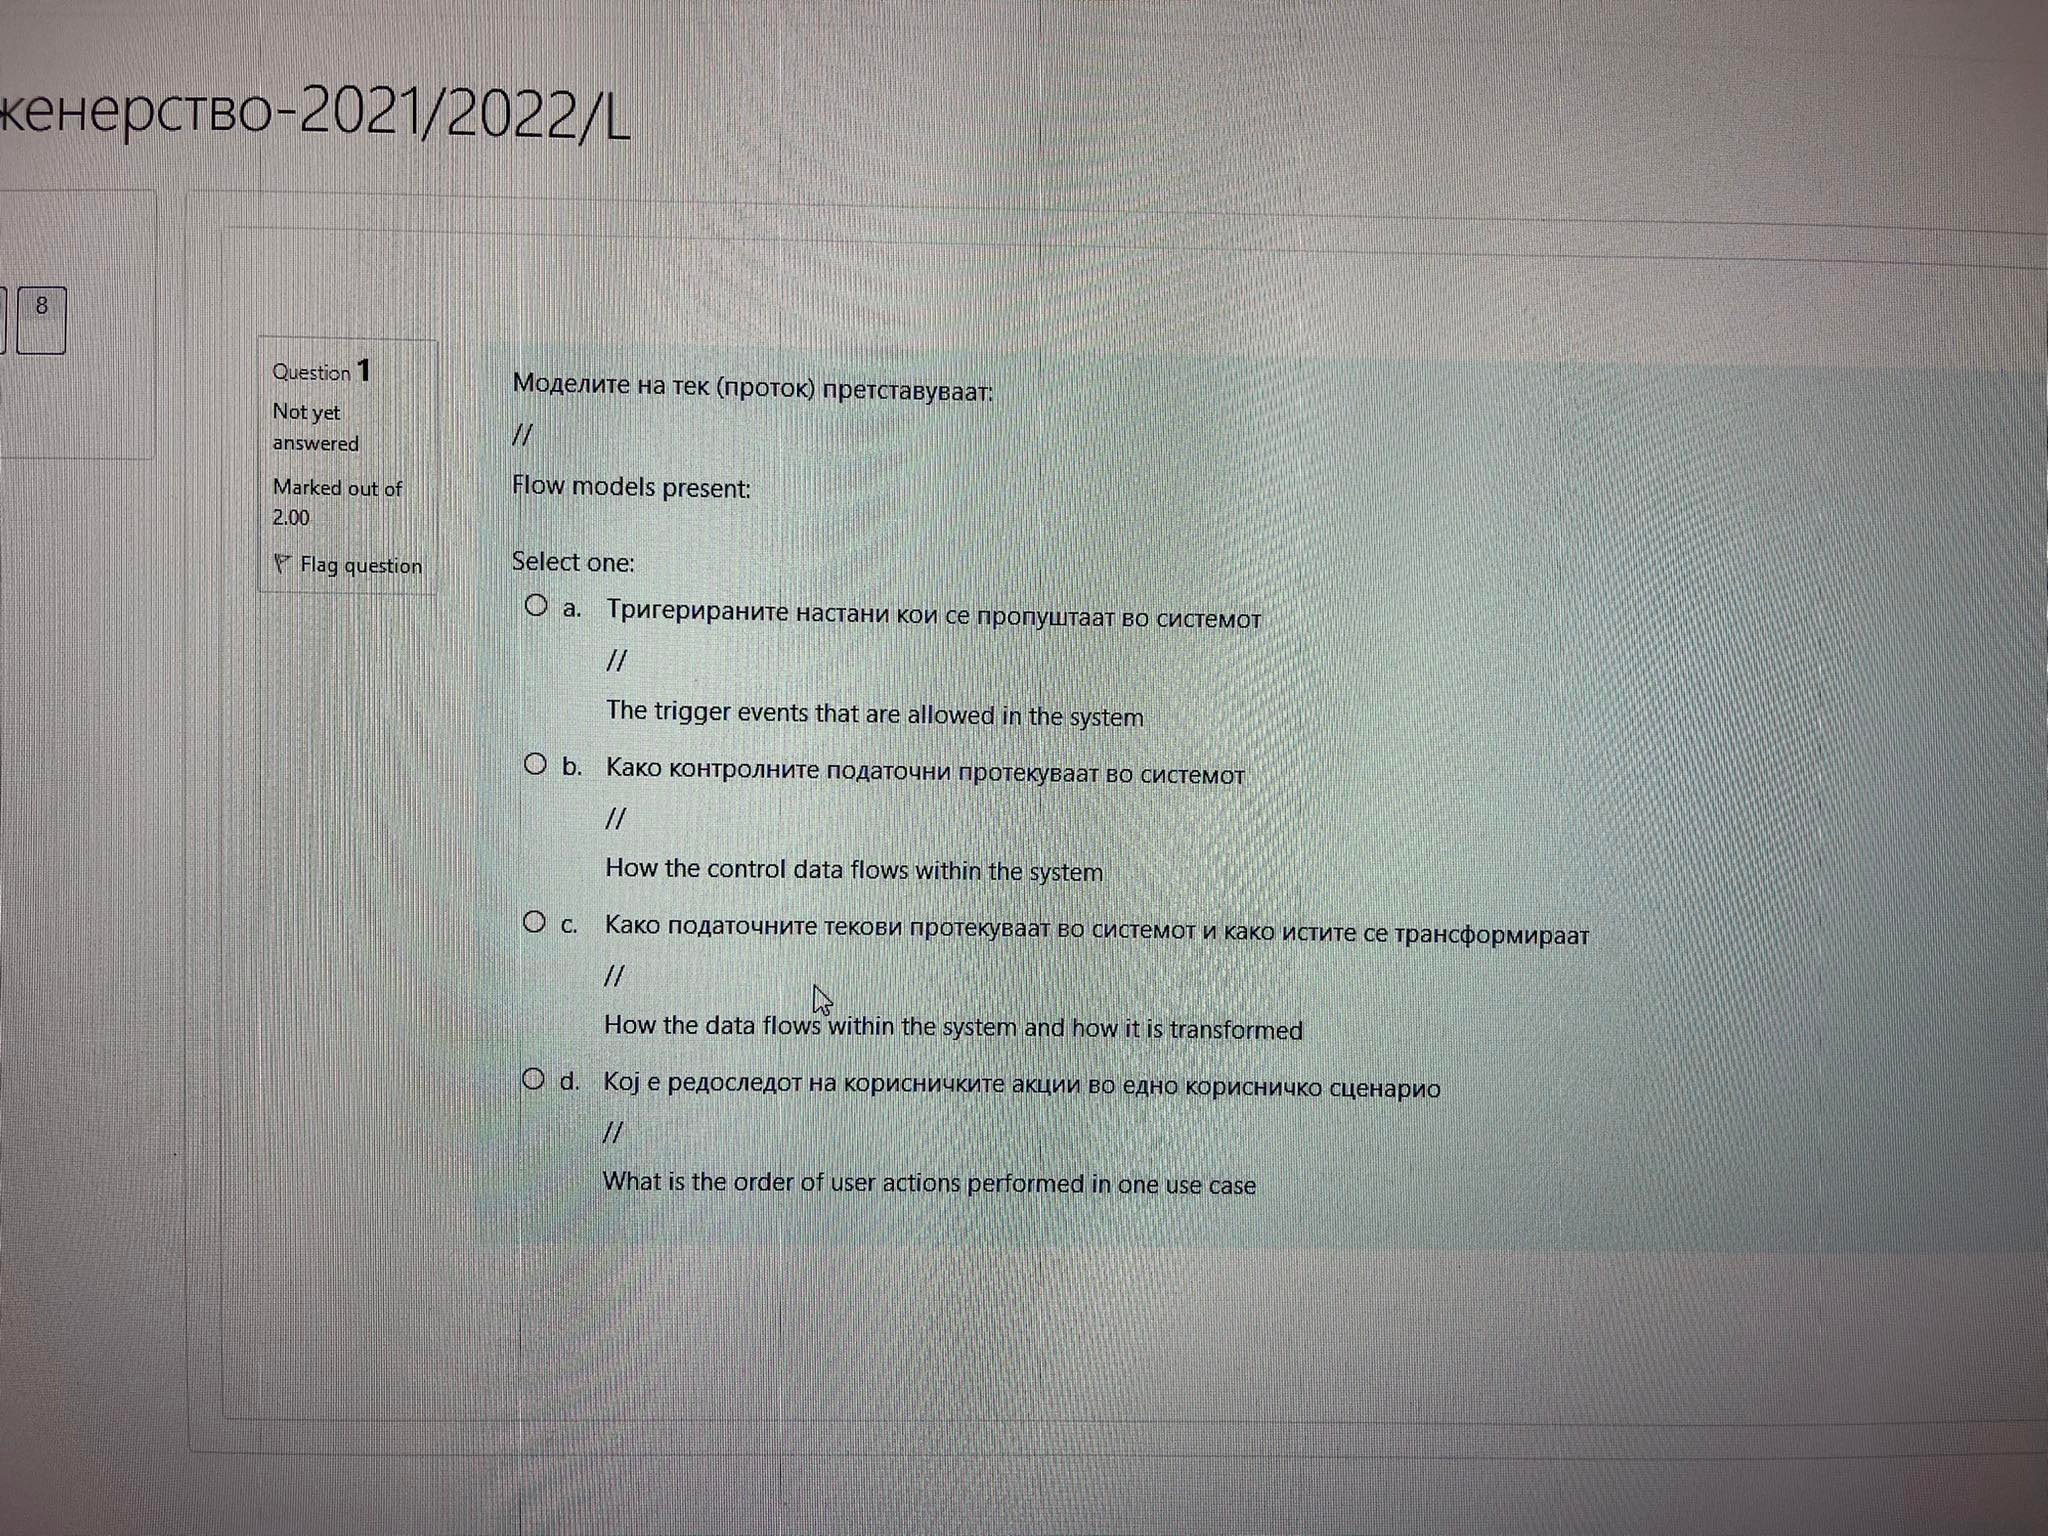 женерство-2021/2022/L
8
Question 1
Not yet
answered
Marked out of
2.00
Flag question
Моделите на тек (проток) претставуваат:
//
Flow models present:
Select one:
a. Тригерираните настани кои се пропуштаат во системот
//
The trigger events that are allowed in the system
b. Како контролните податочни протекуваат во системот
//
How the control data flows within the system
c. Како податочните текови протекуваат во системот и како истите се трансформираат
//
How the data flows within the system and how it is transformed
d. Кој е редоследот на корисничките акции во едно корисничко сценарио
//
What is the order of user actions performed in one use case